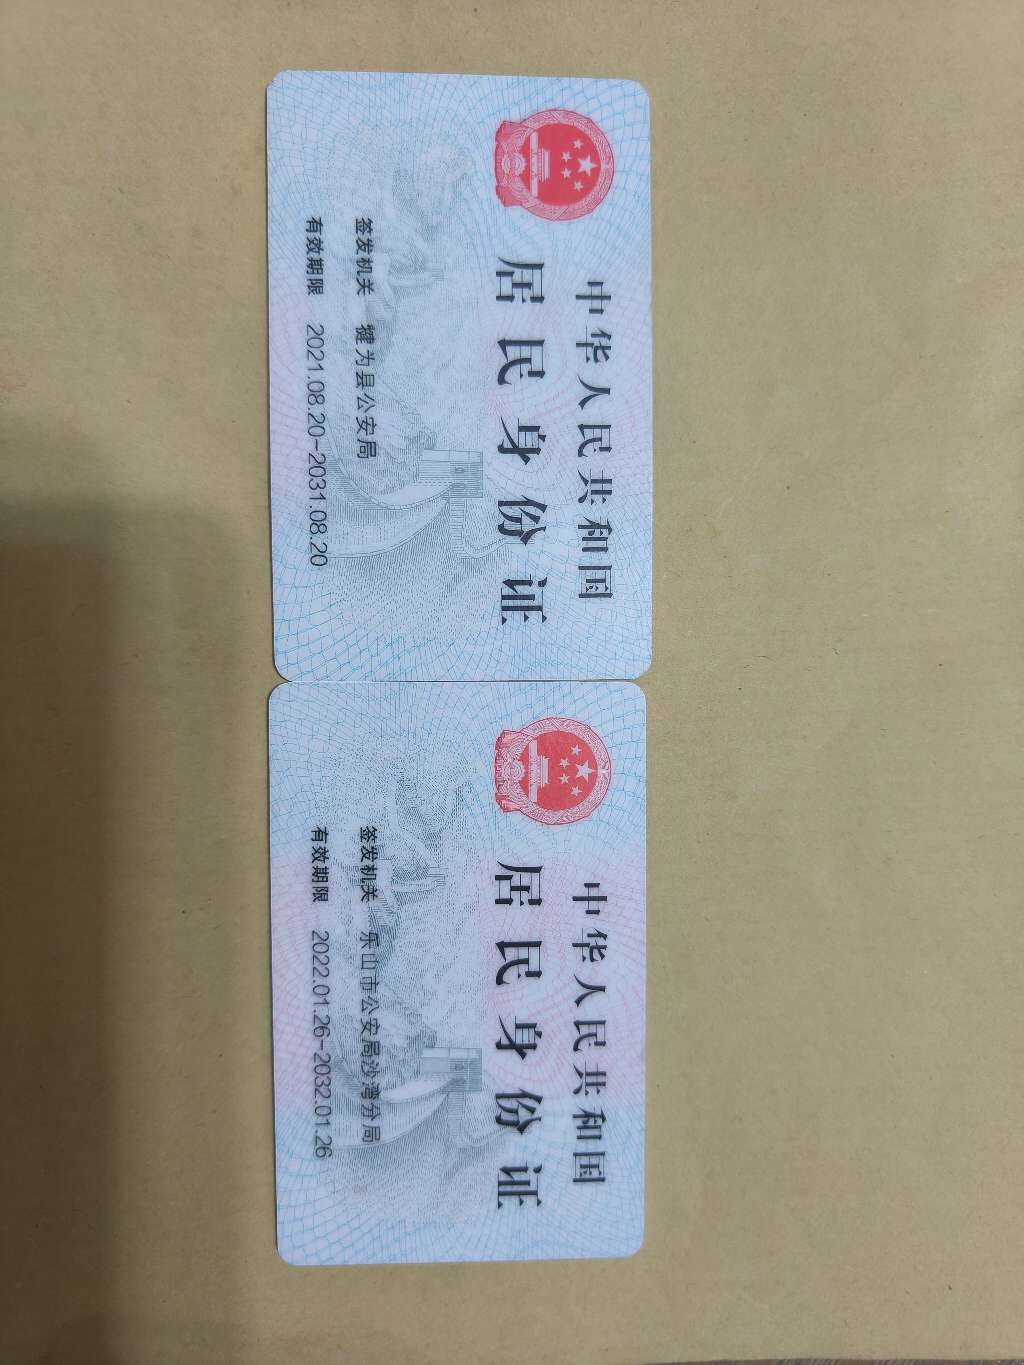 中华人民共和国
居民身份证
签发机关 犍为县公安局
有效期限 2021.08.20-2031.08.20
中华人民共和国
居民身份证
签发机关 乐山市公安局沙湾分局
有效期限 2022.01.26-2032.01.26